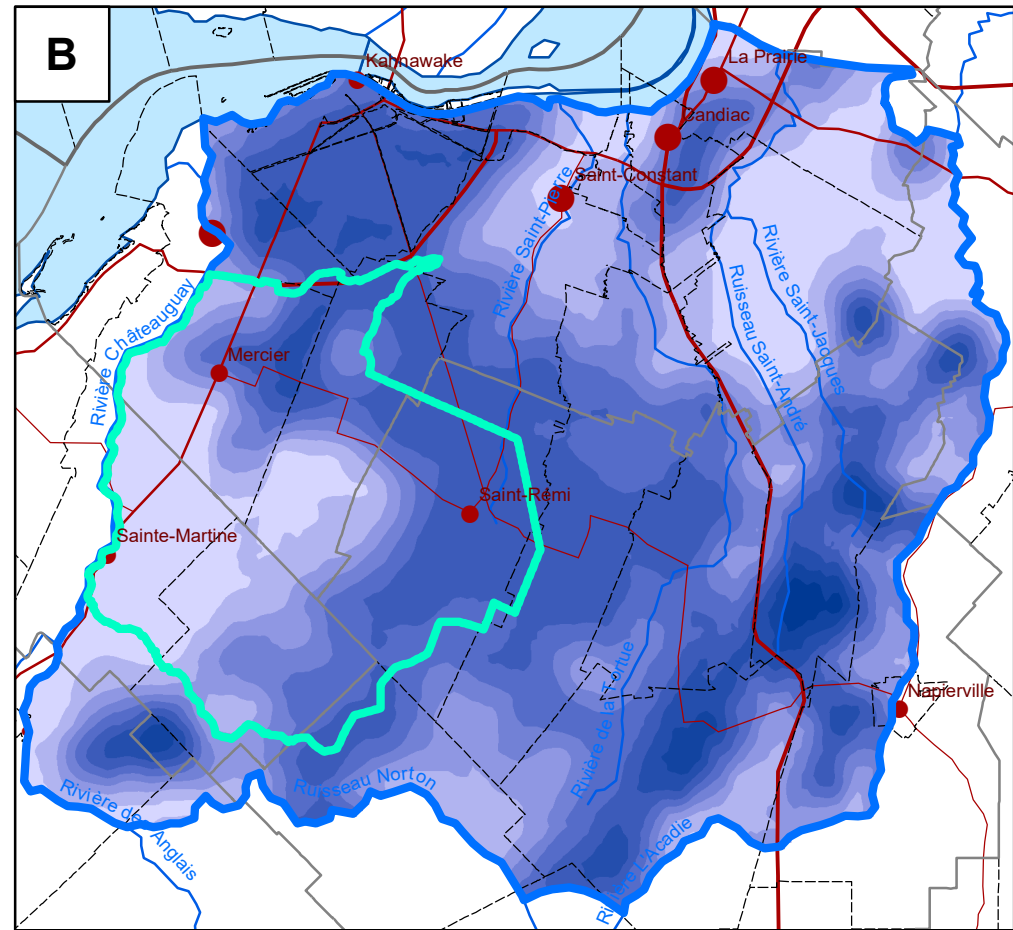 B
Kahnawake
La Prairie
Candiac
Saint-Constant
Rivière Saint-Pierre
Rivière Saint-Jacques
Ruisseau Saint-André
Rivière Châteauguay
Mercier
Saint-Rémi
Sainte-Martine
Rivière de la Tortue
Napierville
Ruisseau Norton
Rivière des Anglais
Rivière L'Acadie